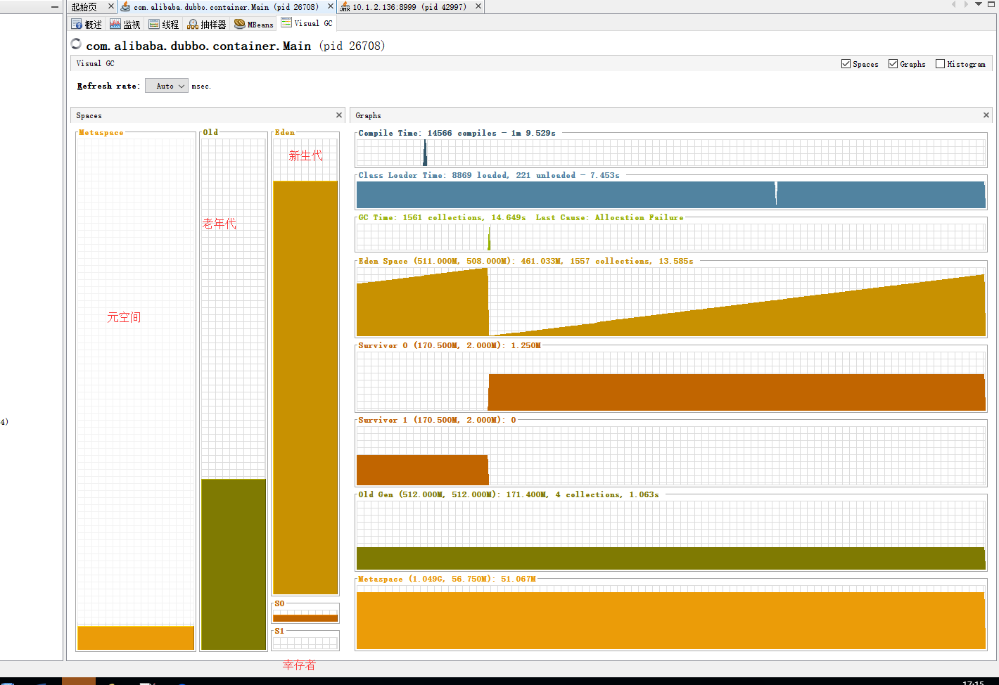 起始页
com.alibaba.dubbo.container.Main (pid 26708)
10.1.2.136:8999 (pid 42997)
概述
监视
线程
抽样器
MBeans
Visual GC
com.alibaba.dubbo.container.Main (pid 26708)
Visual GC
Spaces
Graphs
Histogram
Refresh rate:
Auto
msec.
Spaces
Graphs
Metaspace
Old
Eden
新生代
老年代
元空间
S0
S1
幸存者
Compile Time: 14566 compiles - 1m 9.529s
Class Loader Time: 8869 loaded, 221 unloaded - 7.453s
GC Time: 1561 collections, 14.649s Last Cause: Allocation Failure
Eden Space (511.000M, 508.000M): 461.033M, 1557 collections, 13.585s
Survivor 0 (170.500M, 2.000M): 1.250M
Survivor 1 (170.500M, 2.000M): 0
Old Gen (512.000M, 512.000M): 171.400M, 4 collections, 1.063s
Metaspace (1.049G, 56.750M): 51.067M
4)
17:15